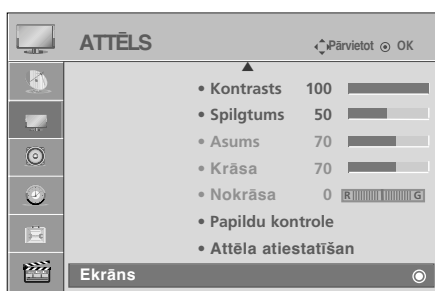 ATTĒLS
Pārvietot OK
• Kontrasts 100
• Spilgtums 50
• Asums 70
• Krāsa 70
• Nokrāsa 0 R G
• Papildu kontrole
• Attēla atiestatīšan
Ekrāns